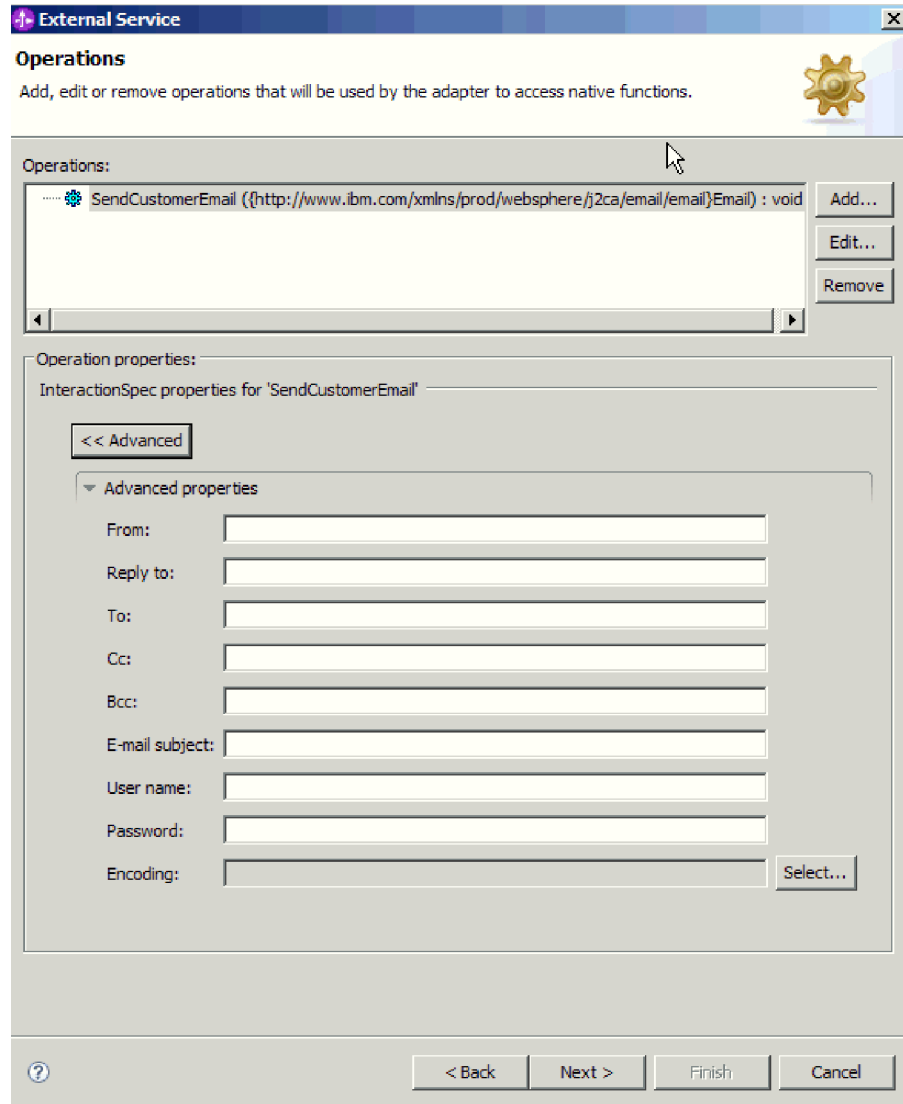 External Service
Operations
Add, edit or remove operations that will be used by the adapter to access native functions.
Operations:
SendCustomerEmail ({http://www.ibm.com/xmlns/prod/websphere/j2ca/email/email}Email) : void
Add...
Edit...
Remove
Operation properties:
InteractionSpec properties for 'SendCustomerEmail'
<< Advanced
Advanced properties
From:
Reply to:
To:
Cc:
Bcc:
E-mail subject:
User name:
Password:
Encoding:
Select...
?
< Back
Next >
Finish
Cancel